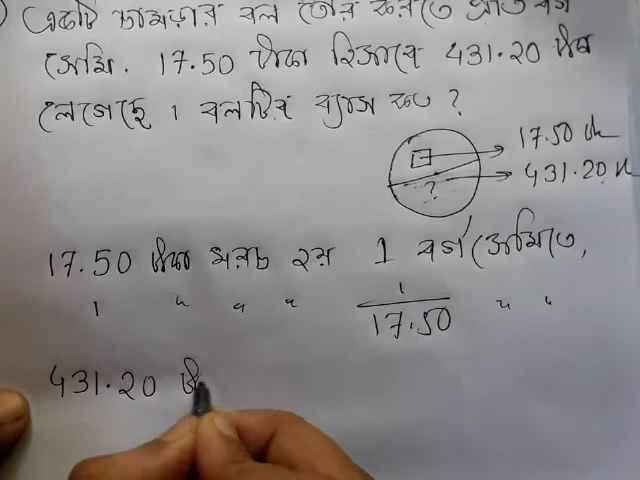 একটি চামড়ার বল তৈরি করতে প্রতি বর্গ
সেমি. 17.50 টাকা হিসাবে 431.20 টাকা
লেগেছে। বলটির ব্যাস কত?
17.50 টাকা
431.20 টাকা
?
17.50 টাকা খরচ হয় 1 বর্গ সেমিতে,
1 " " " 1/17.50 " "
431.20 টা